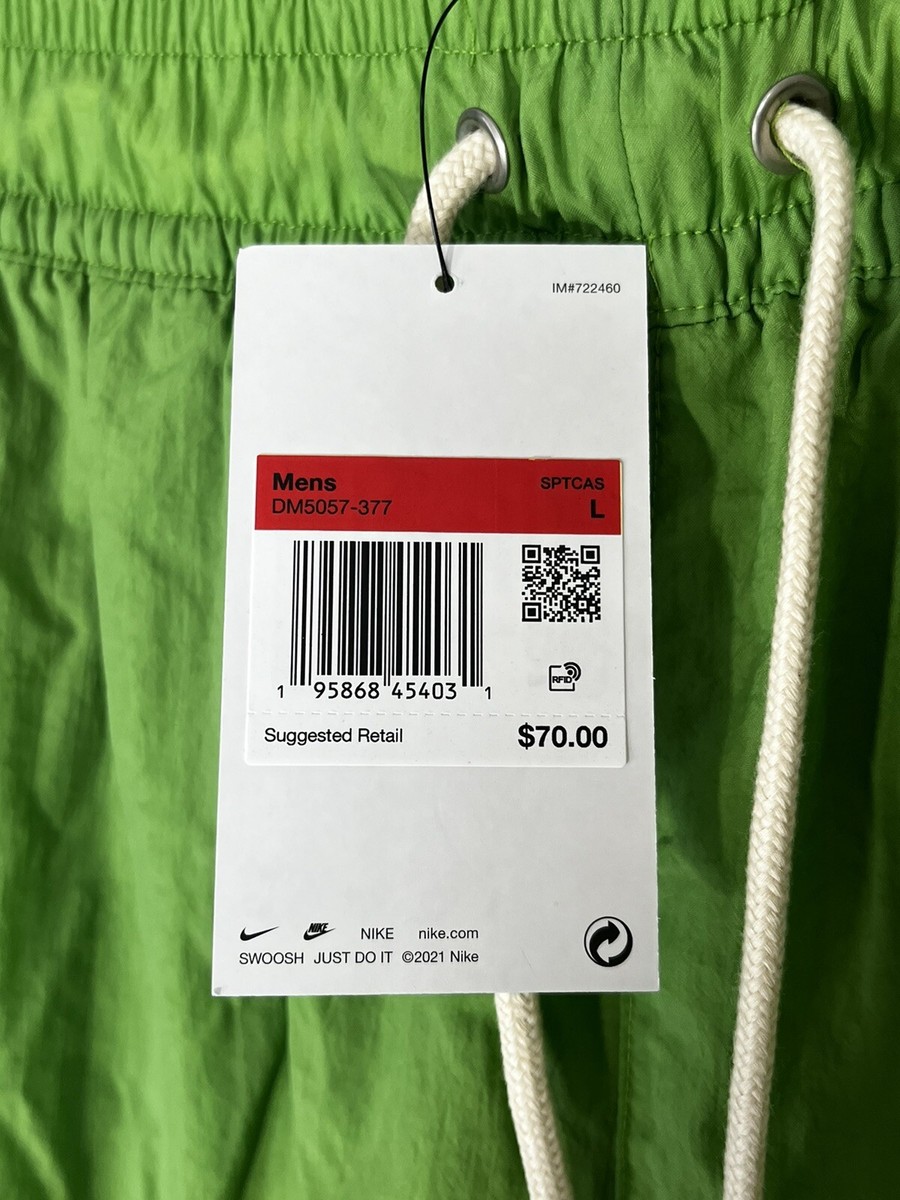 IM#722460
Mens SPTCAS
DM5057-377 L
RFID
1 95868 45403 1
Suggested Retail $70.00
NIKE NIKE nike.com
SWOOSH JUST DO IT ©2021 Nike